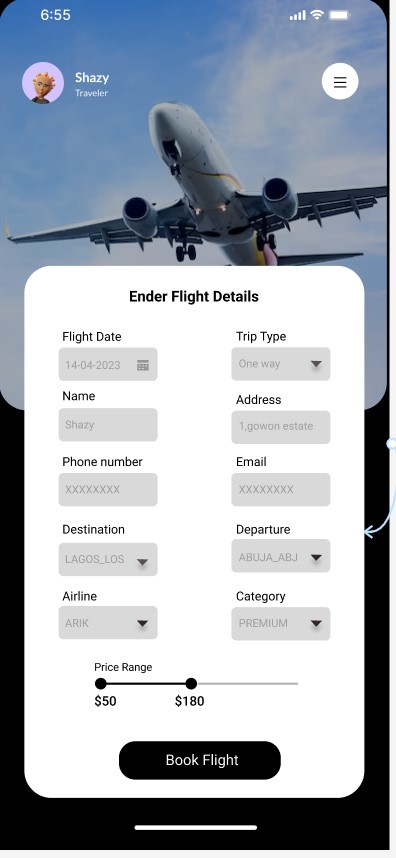 6:55
Shazy
Traveler
Ender Flight Details
Flight Date
Trip Type
14-04-2023
One way
Name
Address
Shazy
1,gowon estate
Phone number
Email
XXXXXXXX
XXXXXXXX
Destination
Departure
LAGOS_LOS
ABUJA_ABJ
Airline
Category
ARIK
PREMIUM
Price Range
$50
$180
Book Flight